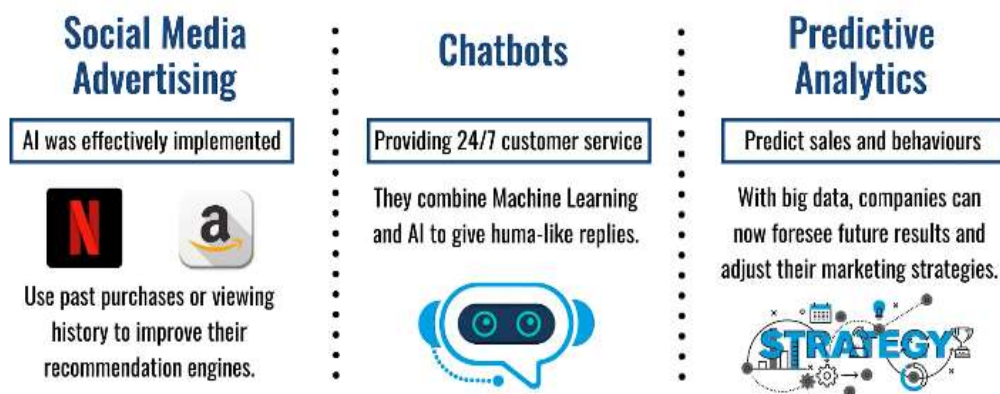 Social Media
Advertising
AI was effectively implemented
N
a
Use past purchases or viewing
history to improve their
recommendation engines.
Chatbots
Providing 24/7 customer service
They combine Machine Learning
and AI to give huma-like replies.
Predictive
Analytics
Predict sales and behaviours
With big data, companies can
now foresee future results and
adjust their marketing strategies.
STRATEGY